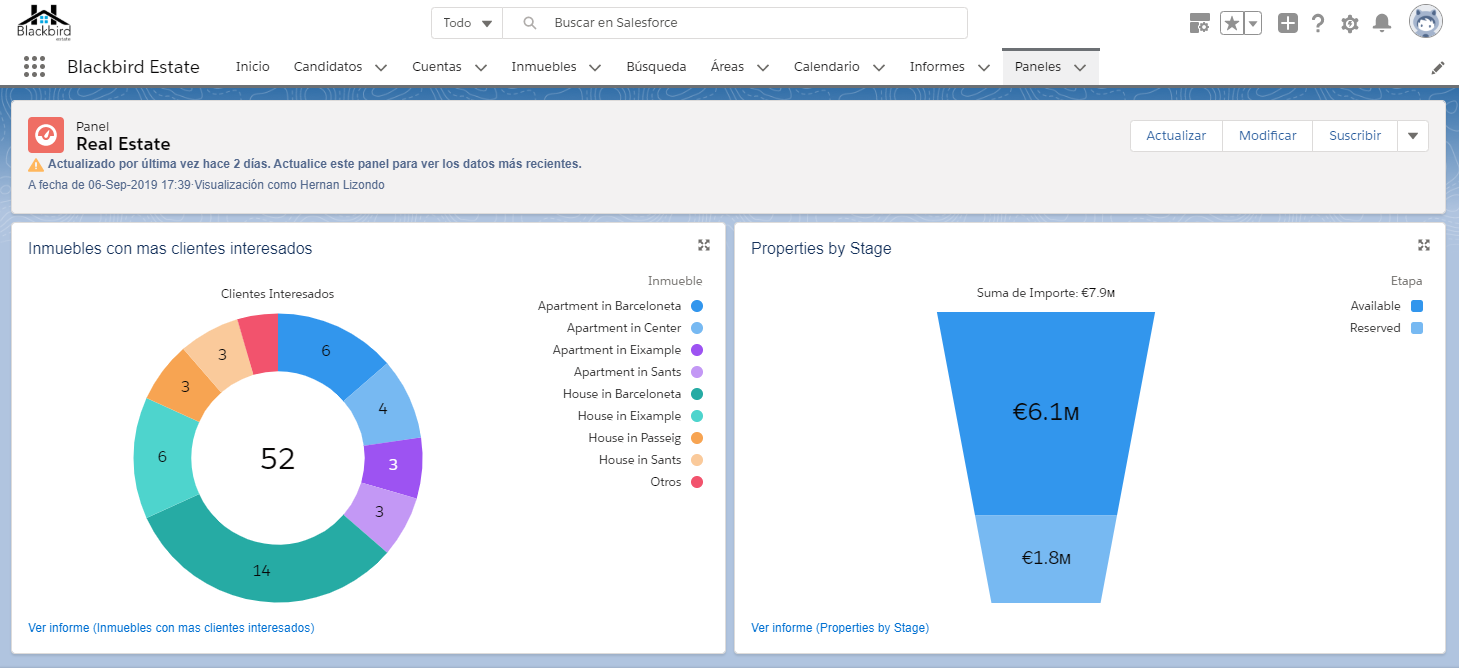 Blackbird
estate
Todo
Buscar en Salesforce
Blackbird Estate
Inicio
Candidatos
Cuentas
Inmuebles
Búsqueda
Áreas
Calendario
Informes
Paneles
Panel
Real Estate
Actualizar
Modificar
Suscribir
Actualizado por última vez hace 2 días. Actualice este panel para ver los datos más recientes.
A fecha de 06-Sep-2019 17:39·Visualización como Hernan Lizondo
Inmuebles con mas clientes interesados
Clientes Interesados
Inmueble
Apartment in Barceloneta
Apartment in Center
Apartment in Eixample
Apartment in Sants
House in Barceloneta
House in Eixample
House in Passeig
House in Sants
Otros
6
4
3
3
14
6
3
3
52
Ver informe (Inmuebles con mas clientes interesados)
Properties by Stage
Suma de Importe: €7.9M
Etapa
Available
Reserved
€6.1M
€1.8M
Ver informe (Properties by Stage)